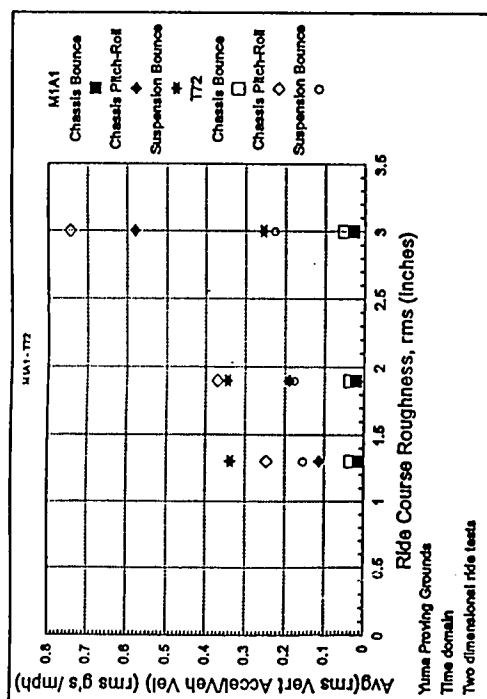 M1A1 - T72
M1A1
Chassis Bounce
Chassis Pitch-Roll
Suspension Bounce
T72
Chassis Bounce
Chassis Pitch-Roll
Suspension Bounce
Avg(rms Vert Accel/Veh Vel) (rms g's /mph)
0.8
0.7
0.6
0.5
0.4
0.3
0.2
0.1
0
0 0.5 1 1.5 2 2.5 3 3.5
Ride Course Roughness, rms (inches)
Yuma Proving Grounds
Time domain
Two dimensional ride tests